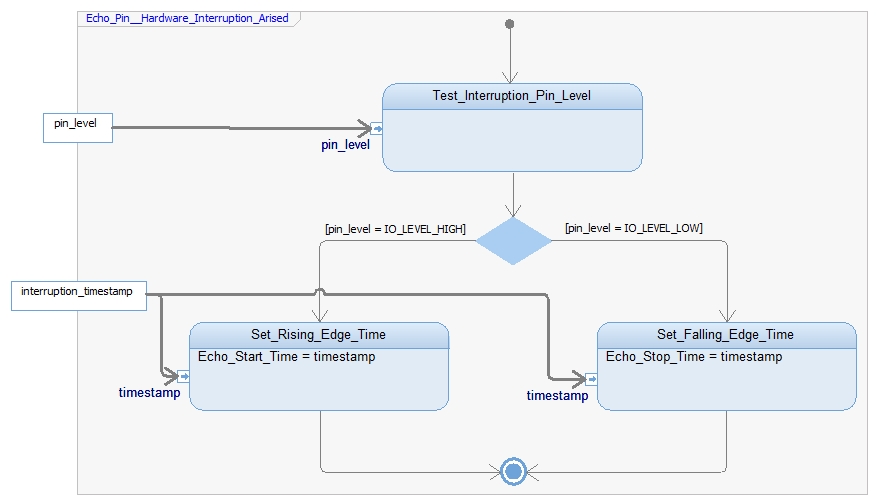 Echo_Pin__Hardware_Interruption_Arised
Test_Interruption_Pin_Level
pin_level
pin_level
[pin_level = IO_LEVEL_HIGH]
[pin_level = IO_LEVEL_LOW]
interruption_timestamp
Set_Rising_Edge_Time
Echo_Start_Time = timestamp
timestamp
Set_Falling_Edge_Time
Echo_Stop_Time = timestamp
timestamp